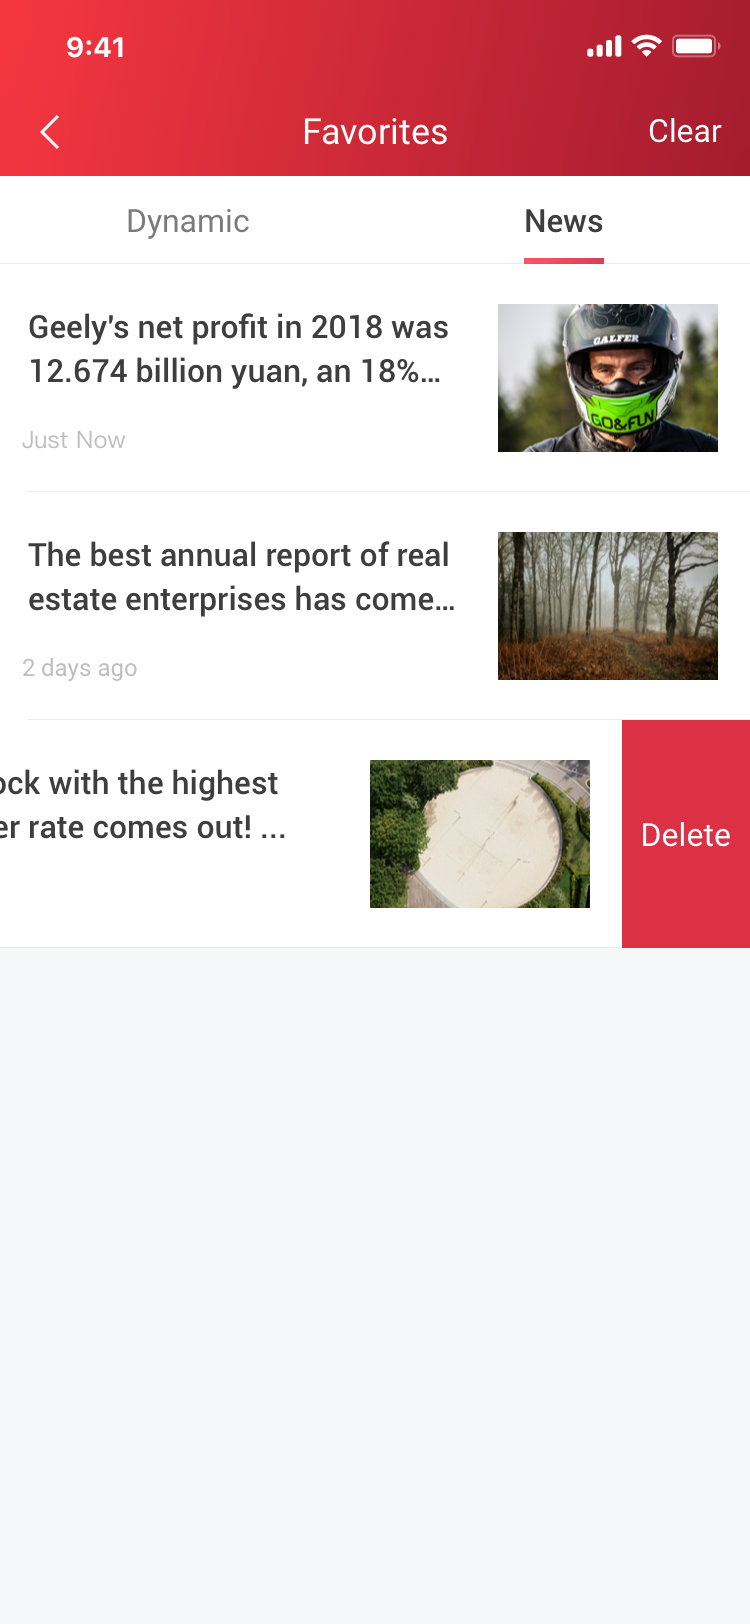 9:41
Favorites
Clear
Dynamic
News
Geely's net profit in 2018 was
12.674 billion yuan, an 18%...
Just Now
GALFER
GO&FUN
The best annual report of real
estate enterprises has come...
2 days ago
ock with the highest
er rate comes out! ...
Delete